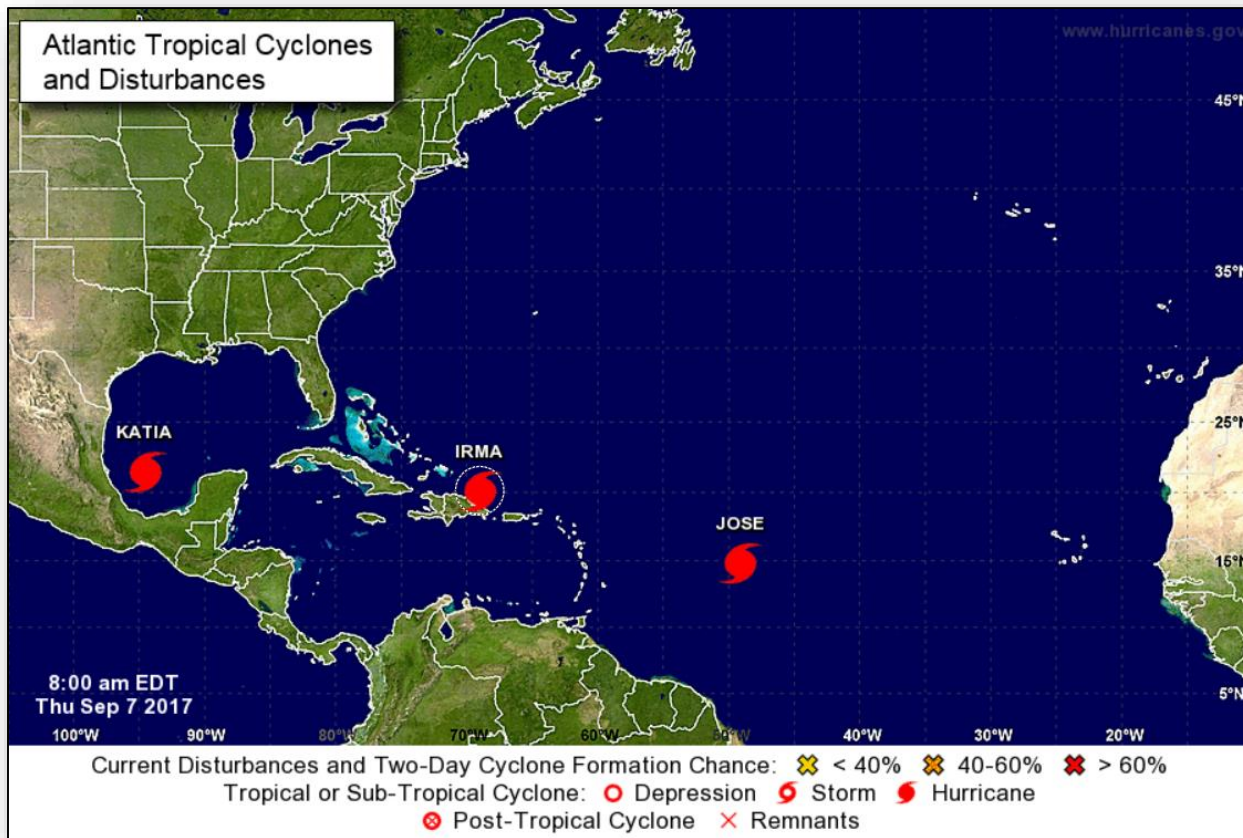 Atlantic Tropical Cyclones
and Disturbances
www.hurricanes.gov
45°N
35°N
KATIA
25°N
IRMA
JOSE
15°N
8:00 am EDT
Thu Sep 7 2017
5°N
100°W 90°W 80°W 70°W 60°W 50°W 40°W 30°W 20°W
Current Disturbances and Two-Day Cyclone Formation Chance: < 40% 40-60% > 60%
Tropical or Sub-Tropical Cyclone: Depression Storm Hurricane
Post-Tropical Cyclone Remnants